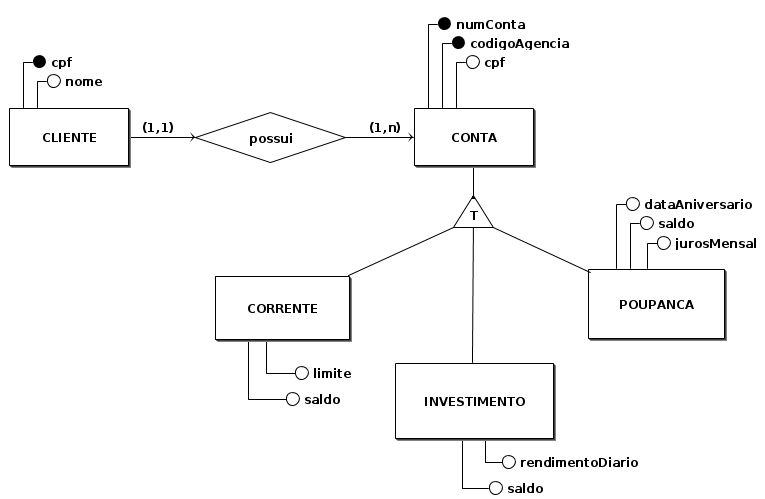 numConta
codigoAgencia
cpf
cpf
nome
CLIENTE
(1,1)
possui
(1,n)
CONTA
T
dataAniversario
saldo
jurosMensal
CORRENTE
POUPANCA
limite
saldo
INVESTIMENTO
rendimentoDiario
saldo